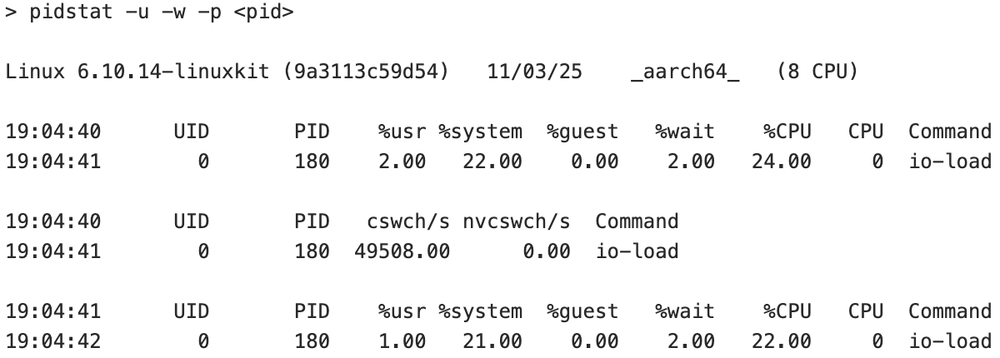 > pidstat -u -w -p <pid>
Linux 6.10.14-linuxkit (9a3113c59d54) 11/03/25 _aarch64_ (8 CPU)
19:04:40 UID PID %usr %system %guest %wait %CPU CPU Command
19:04:41 0 180 2.00 22.00 0.00 2.00 24.00 0 io-load
19:04:40 UID PID cswch/s nvcswch/s Command
19:04:41 0 180 49508.00 0.00 io-load
19:04:41 UID PID %usr %system %guest %wait %CPU CPU Command
19:04:42 0 180 1.00 21.00 0.00 2.00 22.00 0 io-load